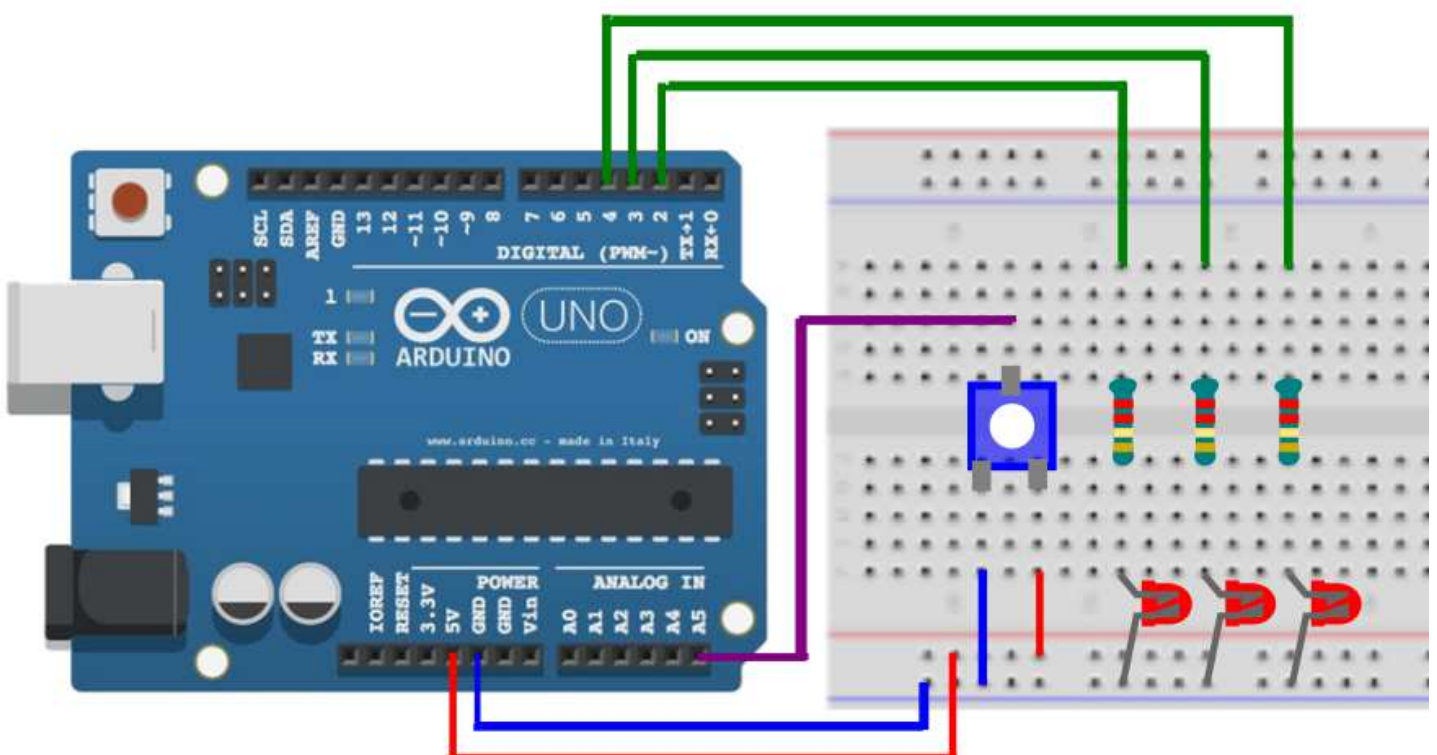 SCL
SDA
AREF
GND
13
12
~11
~10
~9
8
7
6
5
4
3
2
TX→1
RX←0
DIGITAL (PWM~)
1
TX
RX
UNO
ARDUINO
ON
www.arduino.cc - made in Italy
POWER
ANALOG IN
IOREF
RESET
3.3V
5V
GND
GND
Vin
A0
A1
A2
A3
A4
A5